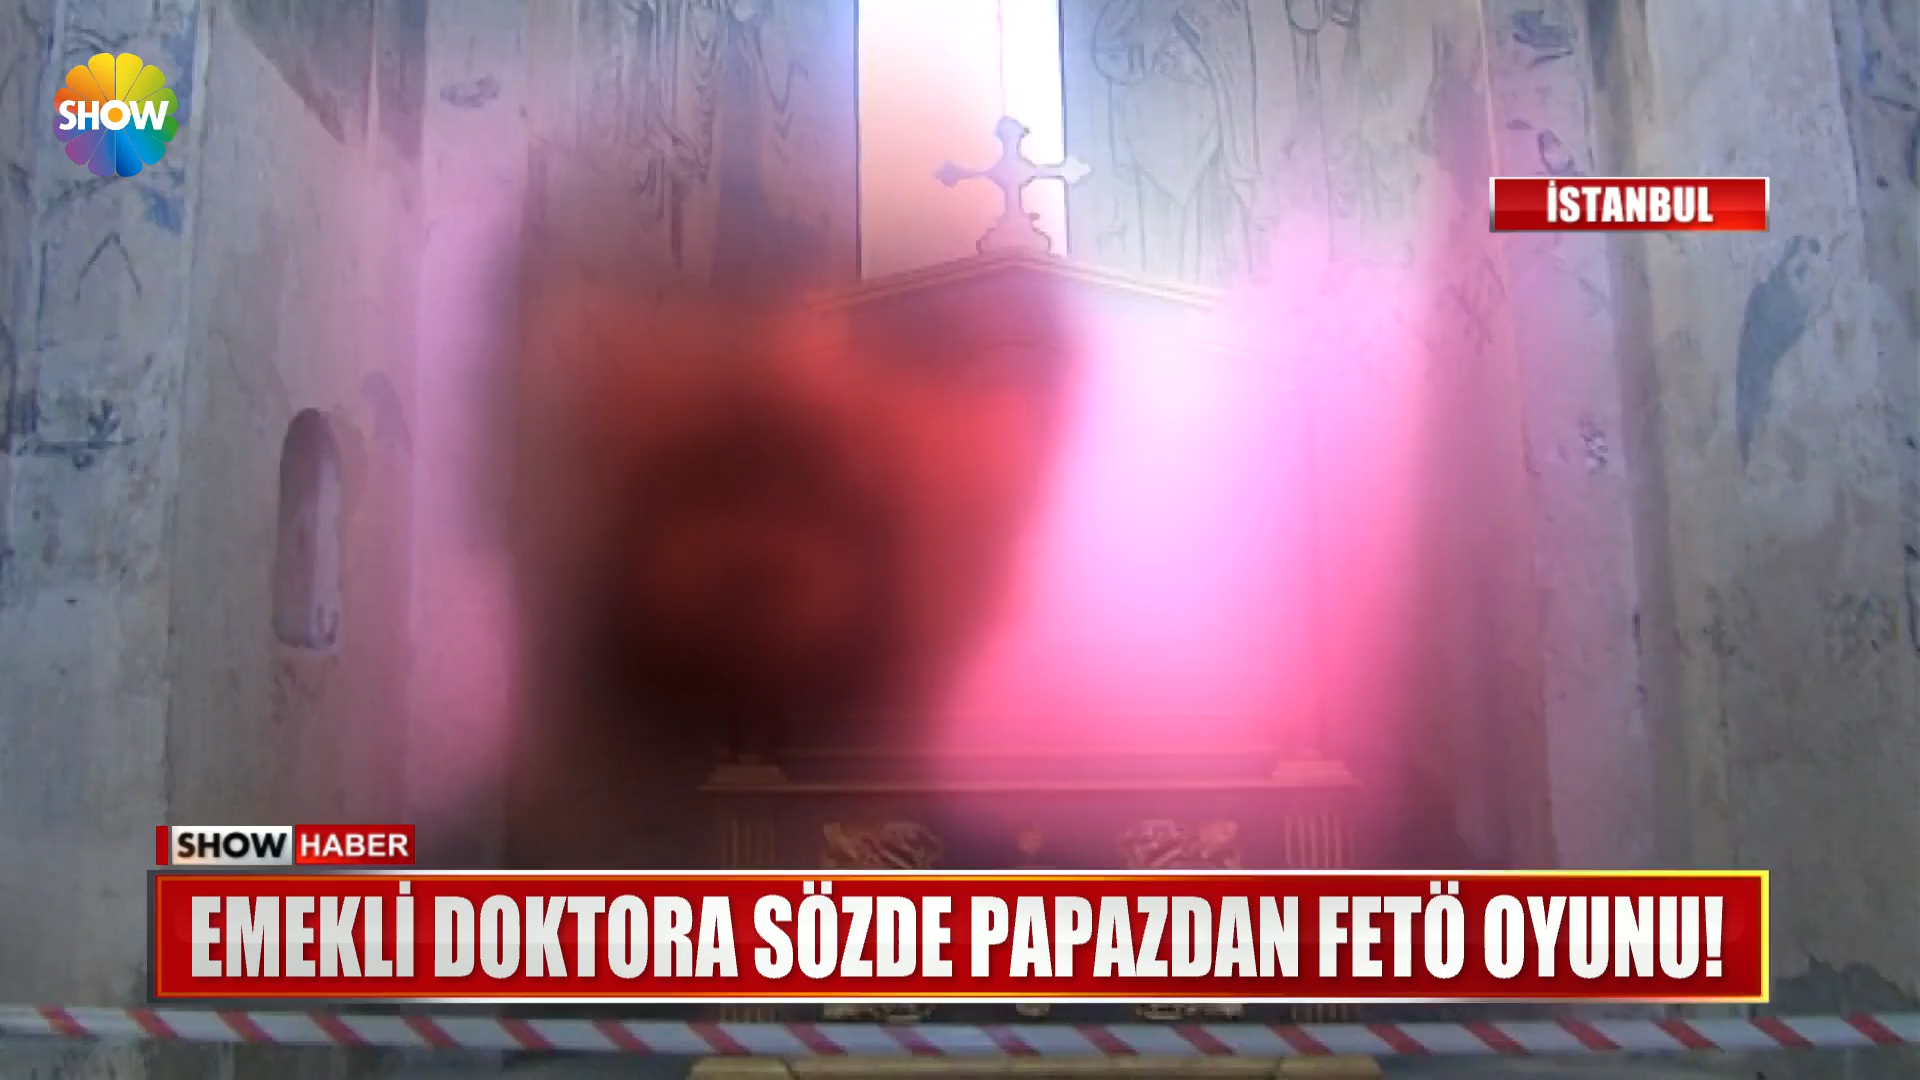 SHOW
İSTANBUL
SHOW HABER
EMEKLİ DOKTORA SÖZDE PAPAZDAN FETÖ OYUNU!